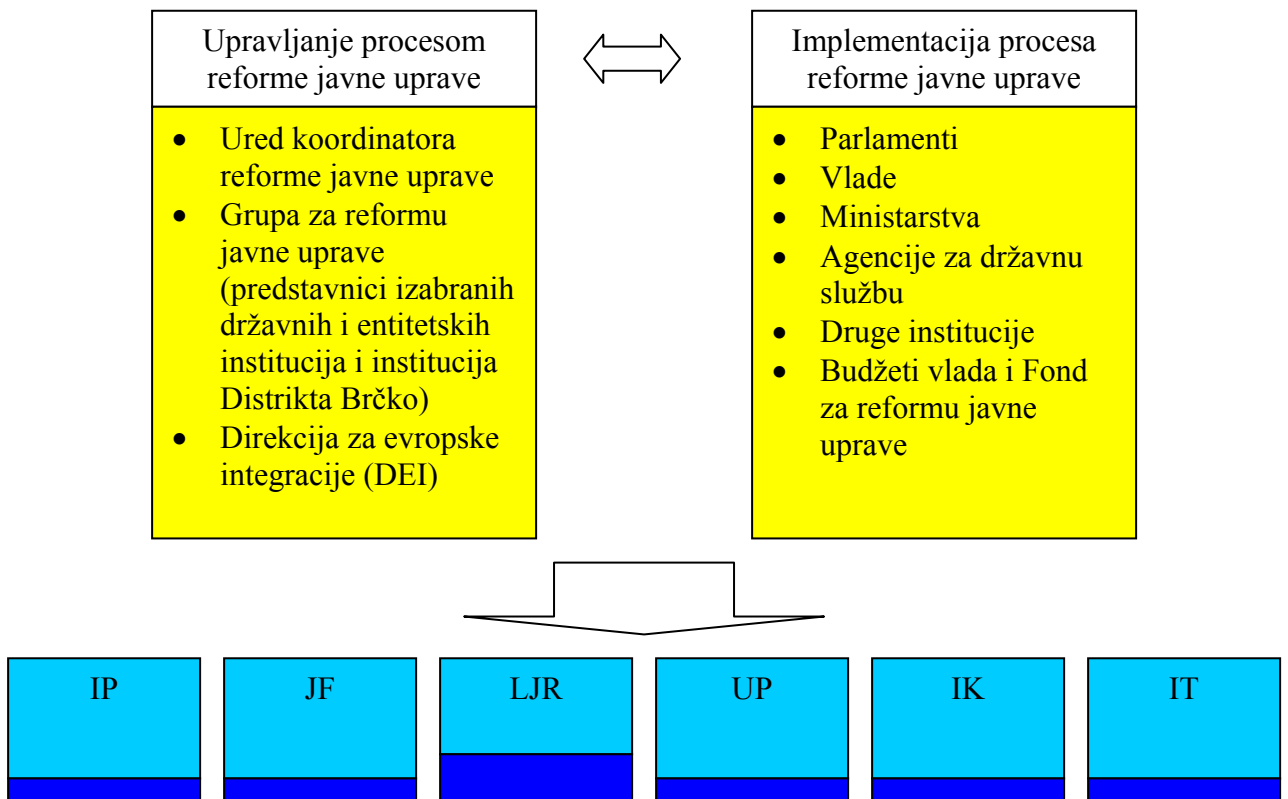 Upravljanje procesom
reforme javne uprave
Implementacija procesa
reforme javne uprave
• Ured koordinatora
reforme javne uprave
• Grupa za reformu
javne uprave
(predstavnici izabranih
državnih i entitetskih
institucija i institucija
Distrikta Brčko)
• Direkcija za evropske
integracije (DEI)
• Parlamenti
• Vlade
• Ministarstva
• Agencije za državnu
službu
• Druge institucije
• Budžeti vlada i Fond
za reformu javne
uprave
IP
JF
LJR
UP
IK
IT